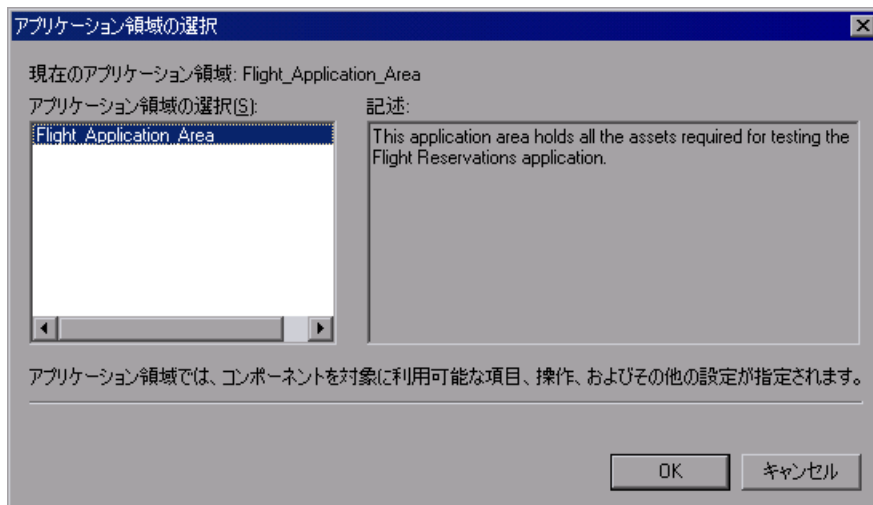 アプリケーション領域の選択
現在のアプリケーション領域: Flight_Application_Area
アプリケーション領域の選択(S):
記述:
Flight_Application_Area
This application area holds all the assets required for testing the
Flight Reservations application.
アプリケーション領域では、コンポーネントを対象に利用可能な項目、操作、およびその他の設定が指定されます。
OK
キャンセル